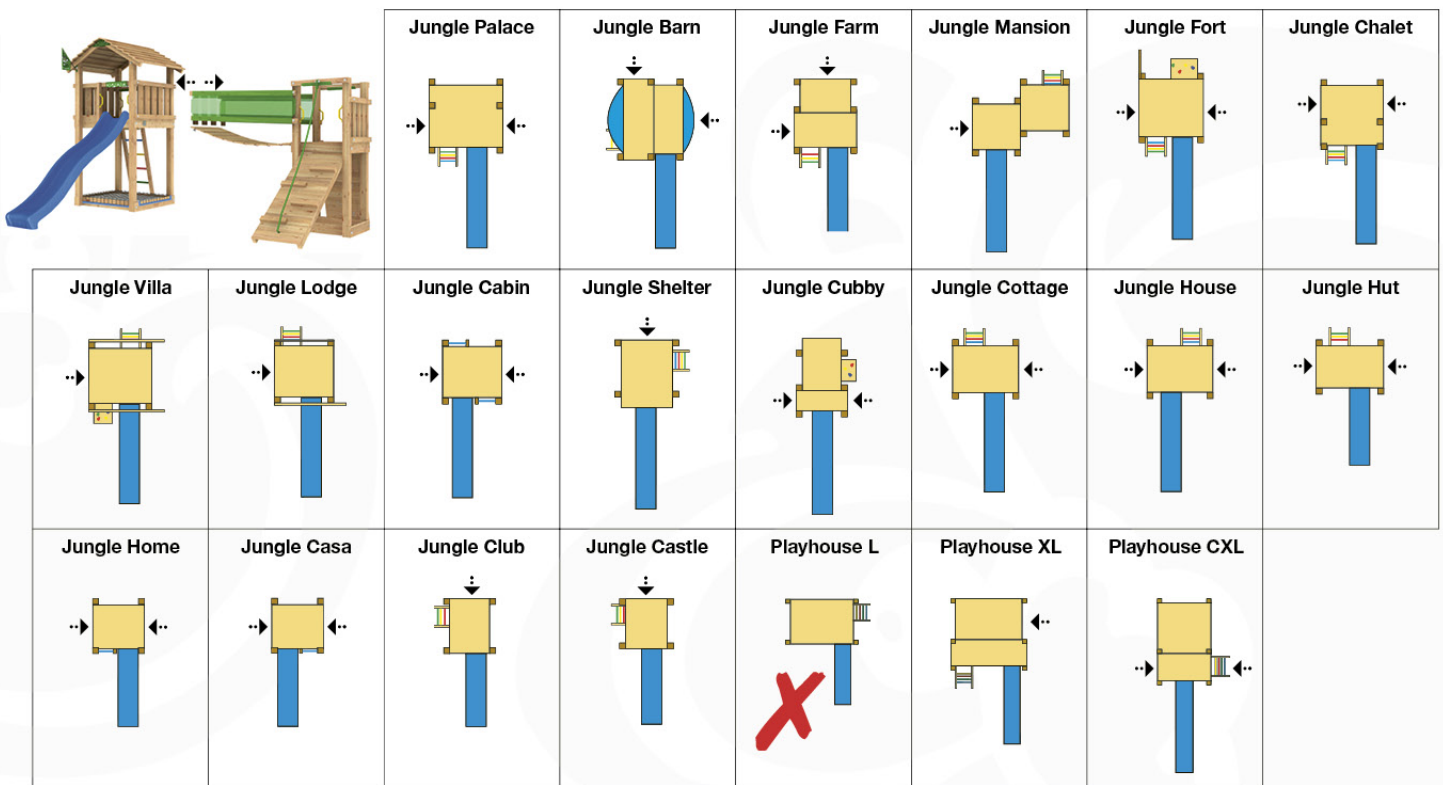 Jungle Palace
Jungle Barn
Jungle Farm
Jungle Mansion
Jungle Fort
Jungle Chalet
Jungle Villa
Jungle Lodge
Jungle Cabin
Jungle Shelter
Jungle Cubby
Jungle Cottage
Jungle House
Jungle Hut
Jungle Home
Jungle Casa
Jungle Club
Jungle Castle
Playhouse L
Playhouse XL
Playhouse CXL